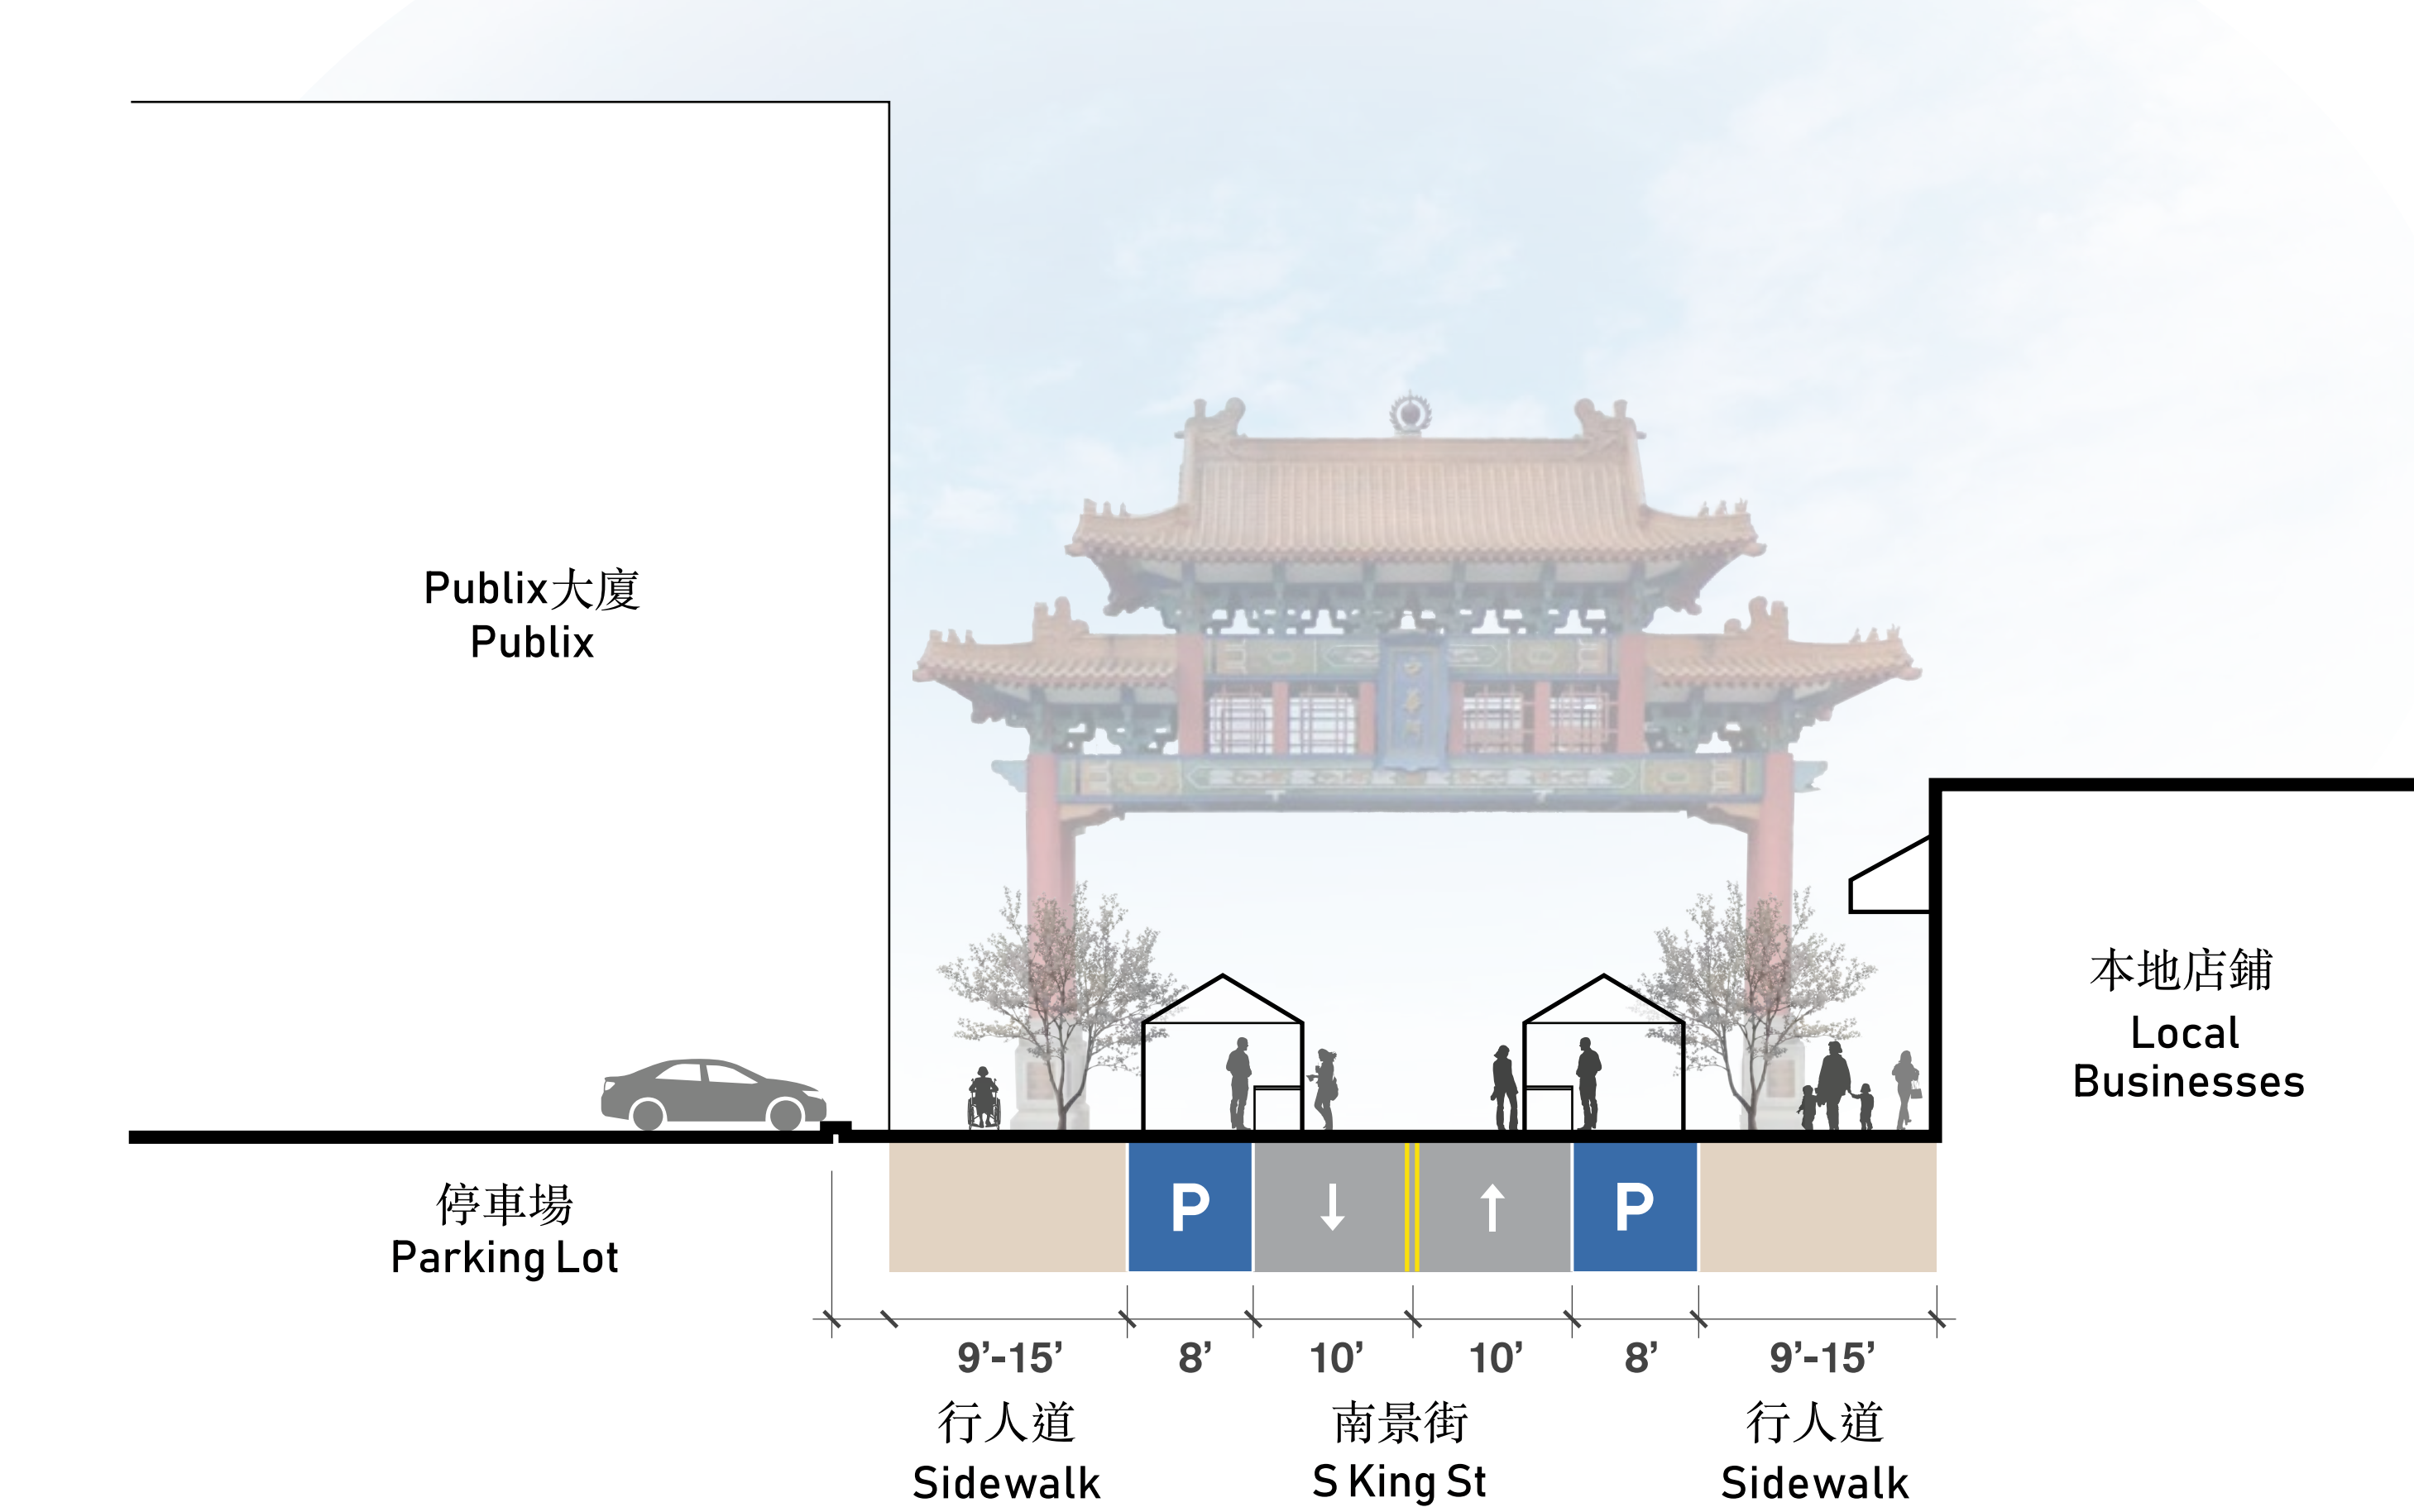 Publix大廈
Publix
本地店鋪
Local
Businesses
停車場
Parking Lot
P
P
9’-15’
8’
10’
10’
8’
9’-15’
行人道
Sidewalk
南景街
S King St
行人道
Sidewalk